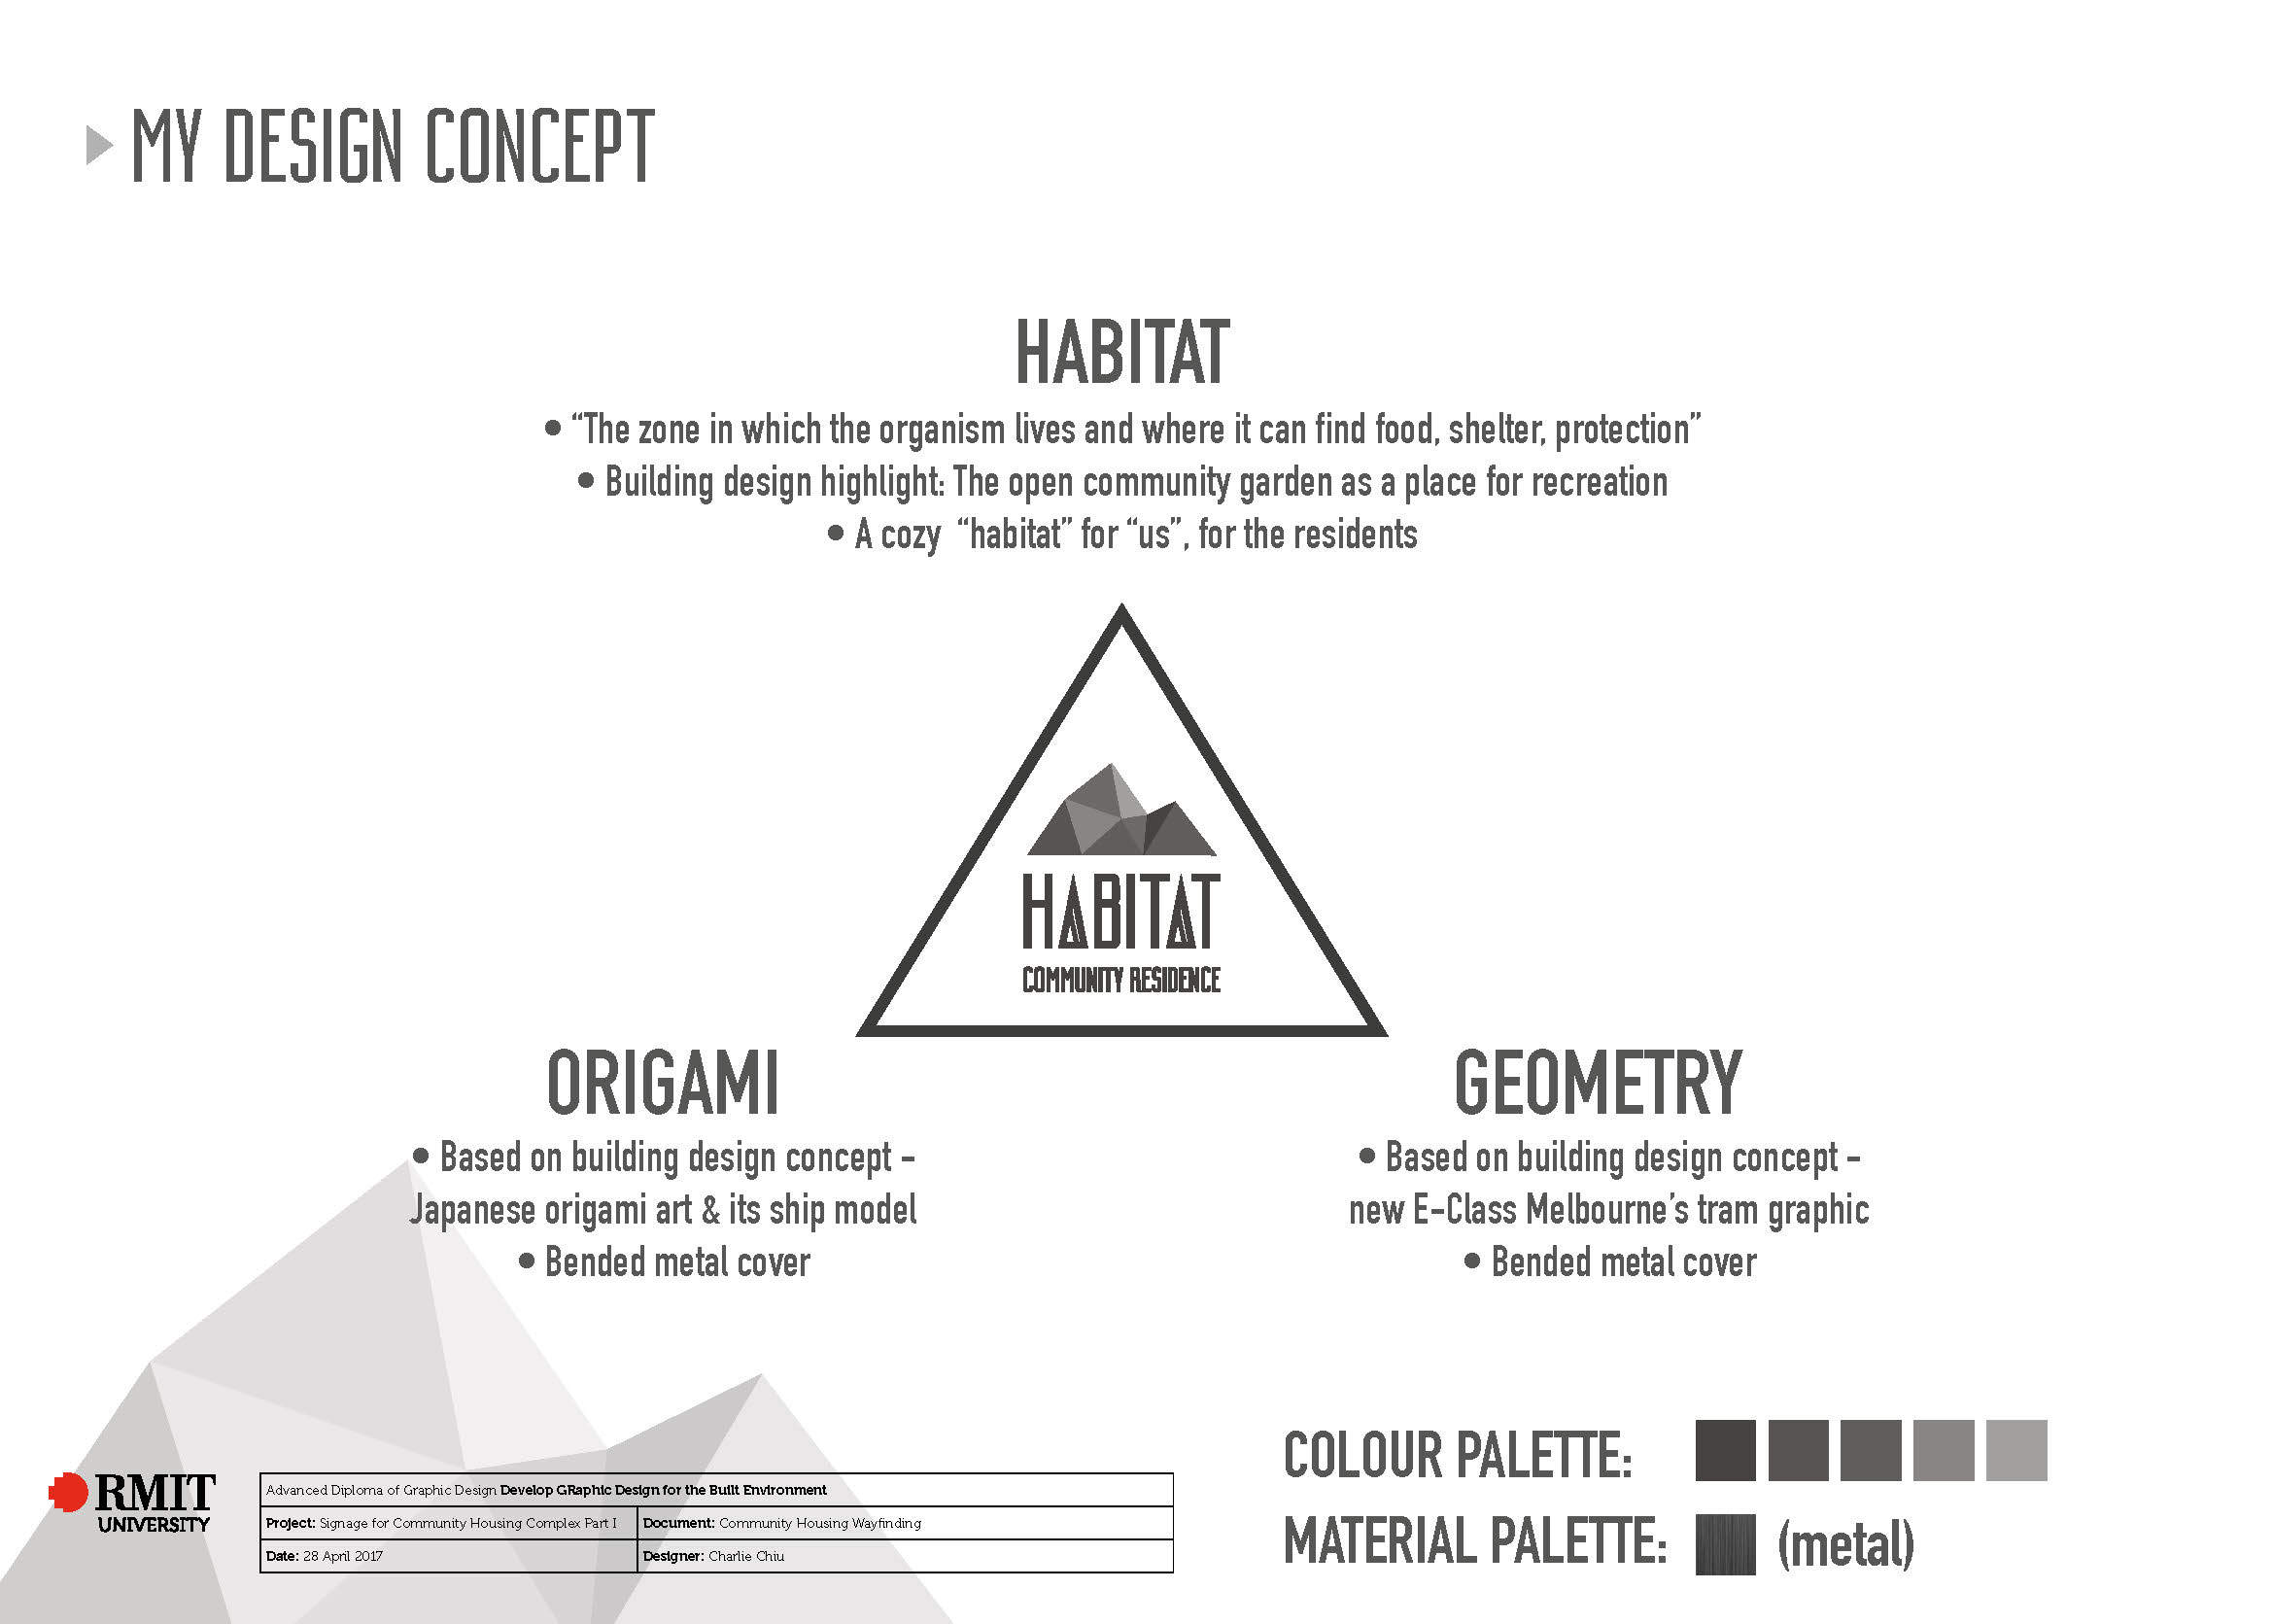 MY DESIGN CONCEPT
HABITAT
• “The zone in which the organism lives and where it can find food, shelter, protection”
• Building design highlight: The open community garden as a place for recreation
• A cozy “habitat” for “us”, for the residents
HABITAT
COMMUNITY RESIDENCE
ORIGAMI
• Based on building design concept -
Japanese origami art & its ship model
• Bended metal cover
GEOMETRY
• Based on building design concept -
new E-Class Melbourne’s tram graphic
• Bended metal cover
COLOUR PALETTE:
MATERIAL PALETTE: (metal)
RMIT
UNIVERSITY
Advanced Diploma of Graphic Design Develop GRaphic Design for the Built Environment
Project: Signage for Community Housing Complex Part I Document: Community Housing Wayfinding
Date: 28 April 2017 Designer: Charlie Chiu